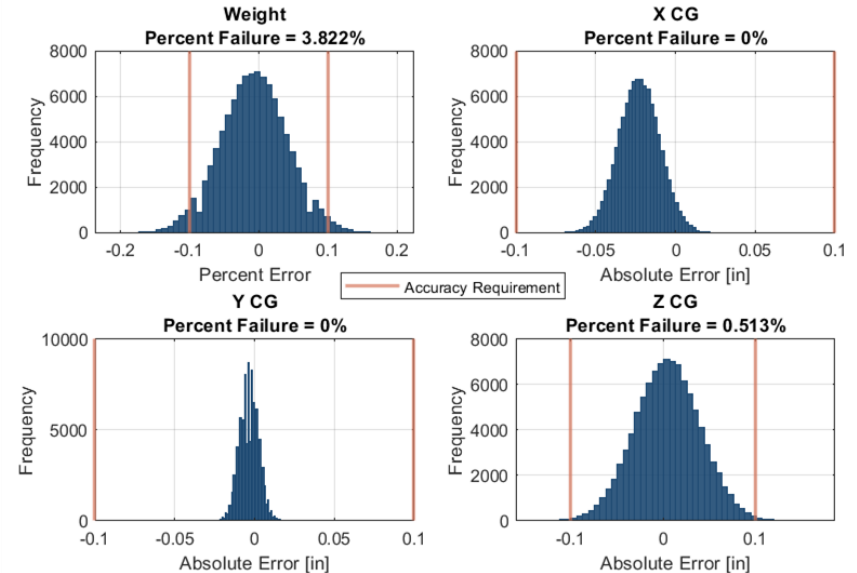 Weight
Percent Failure = 3.822%
8000
6000
4000
2000
0
Frequency
-0.2
-0.1
0
0.1
0.2
Percent Error
X CG
Percent Failure = 0%
8000
6000
4000
2000
0
Frequency
-0.1
-0.05
0
0.05
0.1
Absolute Error [in]
Accuracy Requirement
Y CG
Percent Failure = 0%
10000
5000
0
Frequency
-0.1
-0.05
0
0.05
0.1
Absolute Error [in]
Z CG
Percent Failure = 0.513%
8000
6000
4000
2000
0
Frequency
-0.1
0
0.1
Absolute Error [in]